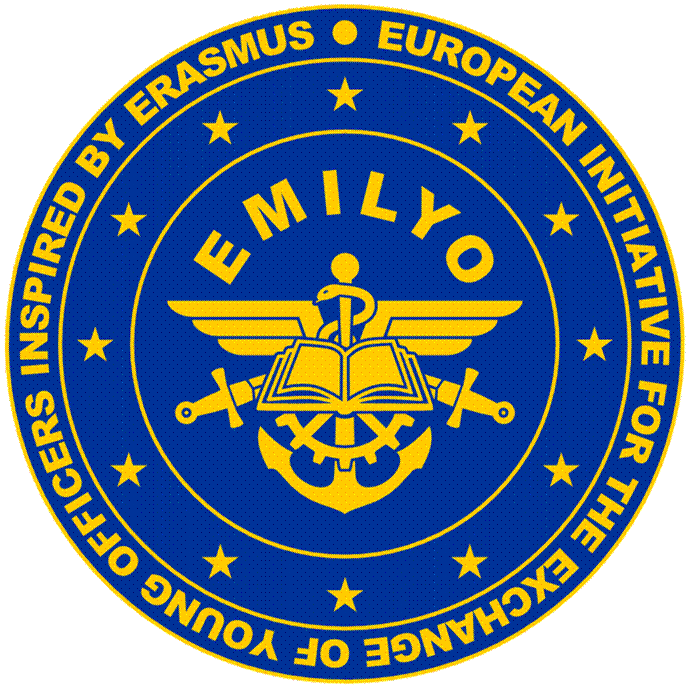 EUROPEAN INITIATIVE FOR THE EXCHANGE OF YOUNG OFFICERS INSPIRED BY ERASMUS
EMILYO